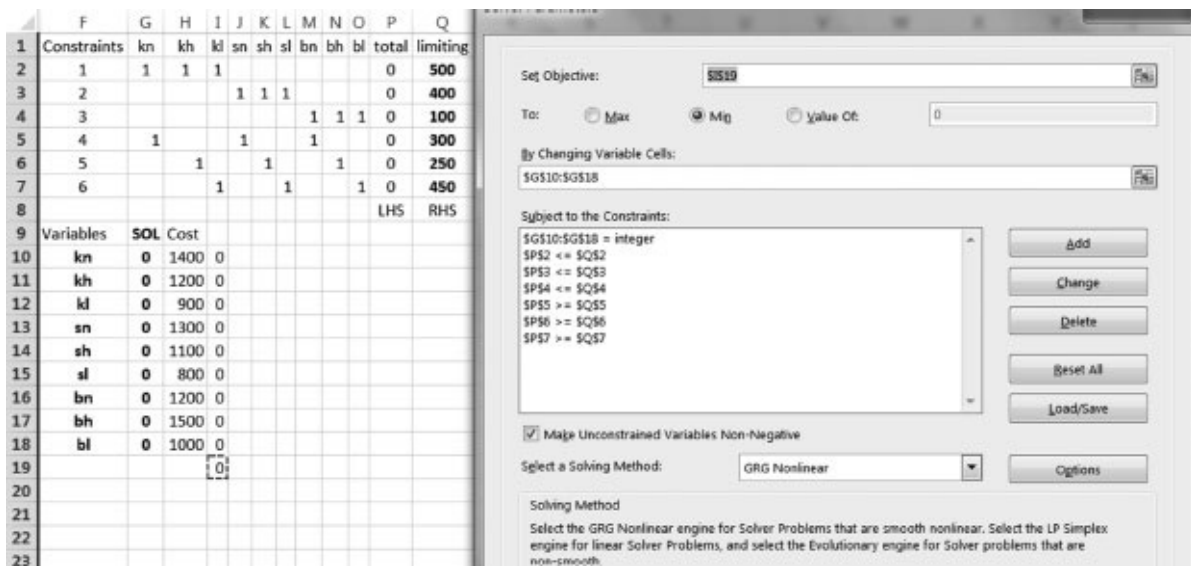 F G H I J K L M N O P Q
1 Constraints kn kh kl sn sh sl bn bh bl total limiting
2 1 1 1 1 0 500
3 2 1 1 1 0 400
4 3 1 1 1 0 100
5 4 1 1 1 0 300
6 5 1 1 1 0 250
7 6 1 1 1 0 450
8 LHS RHS
9 Variables SOL Cost
10 kn 0 1400 0
11 kh 0 1200 0
12 kl 0 900 0
13 sn 0 1300 0
14 sh 0 1100 0
15 sl 0 800 0
16 bn 0 1200 0
17 bh 0 1500 0
18 bl 0 1000 0
19 0
20
21
22
23
Set Objective: $I$19
To: Max Min Value Of: 0
By Changing Variable Cells:
$G$10:$G$18
Subject to the Constraints:
$G$10:$G$18 = integer
$P$2 <= $Q$2
$P$3 <= $Q$3
$P$4 <= $Q$4
$P$5 >= $Q$5
$P$6 >= $Q$6
$P$7 >= $Q$7
Add
Change
Delete
Reset All
Load/Save
Make Unconstrained Variables Non-Negative
Select a Solving Method: GRG Nonlinear Options
Solving Method
Select the GRG Nonlinear engine for Solver Problems that are smooth nonlinear. Select the LP Simplex
engine for linear Solver Problems, and select the Evolutionary engine for Solver problems that are
non-smooth.